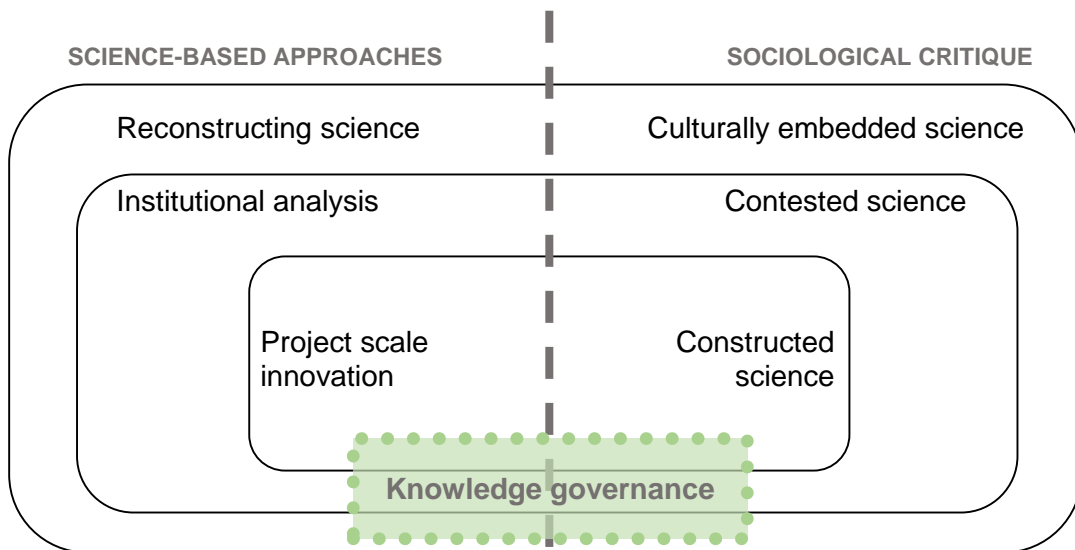 SCIENCE-BASED APPROACHES
SOCIOLOGICAL CRITIQUE
Reconstructing science
Culturally embedded science
Institutional analysis
Contested science
Project scale
innovation
Constructed
science
Knowledge governance